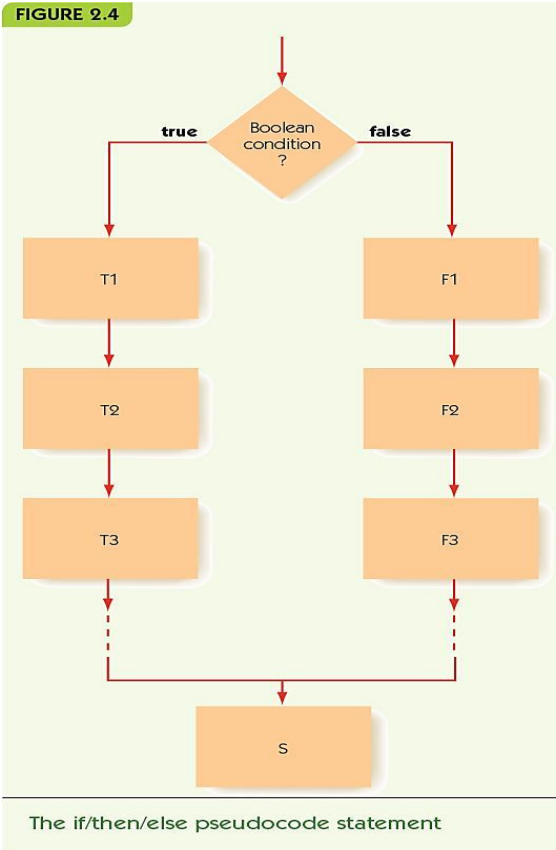 FIGURE 2.4
Boolean
condition
?
true
false
T1
F1
T2
F2
T3
F3
S
The if/then/else pseudocode statement